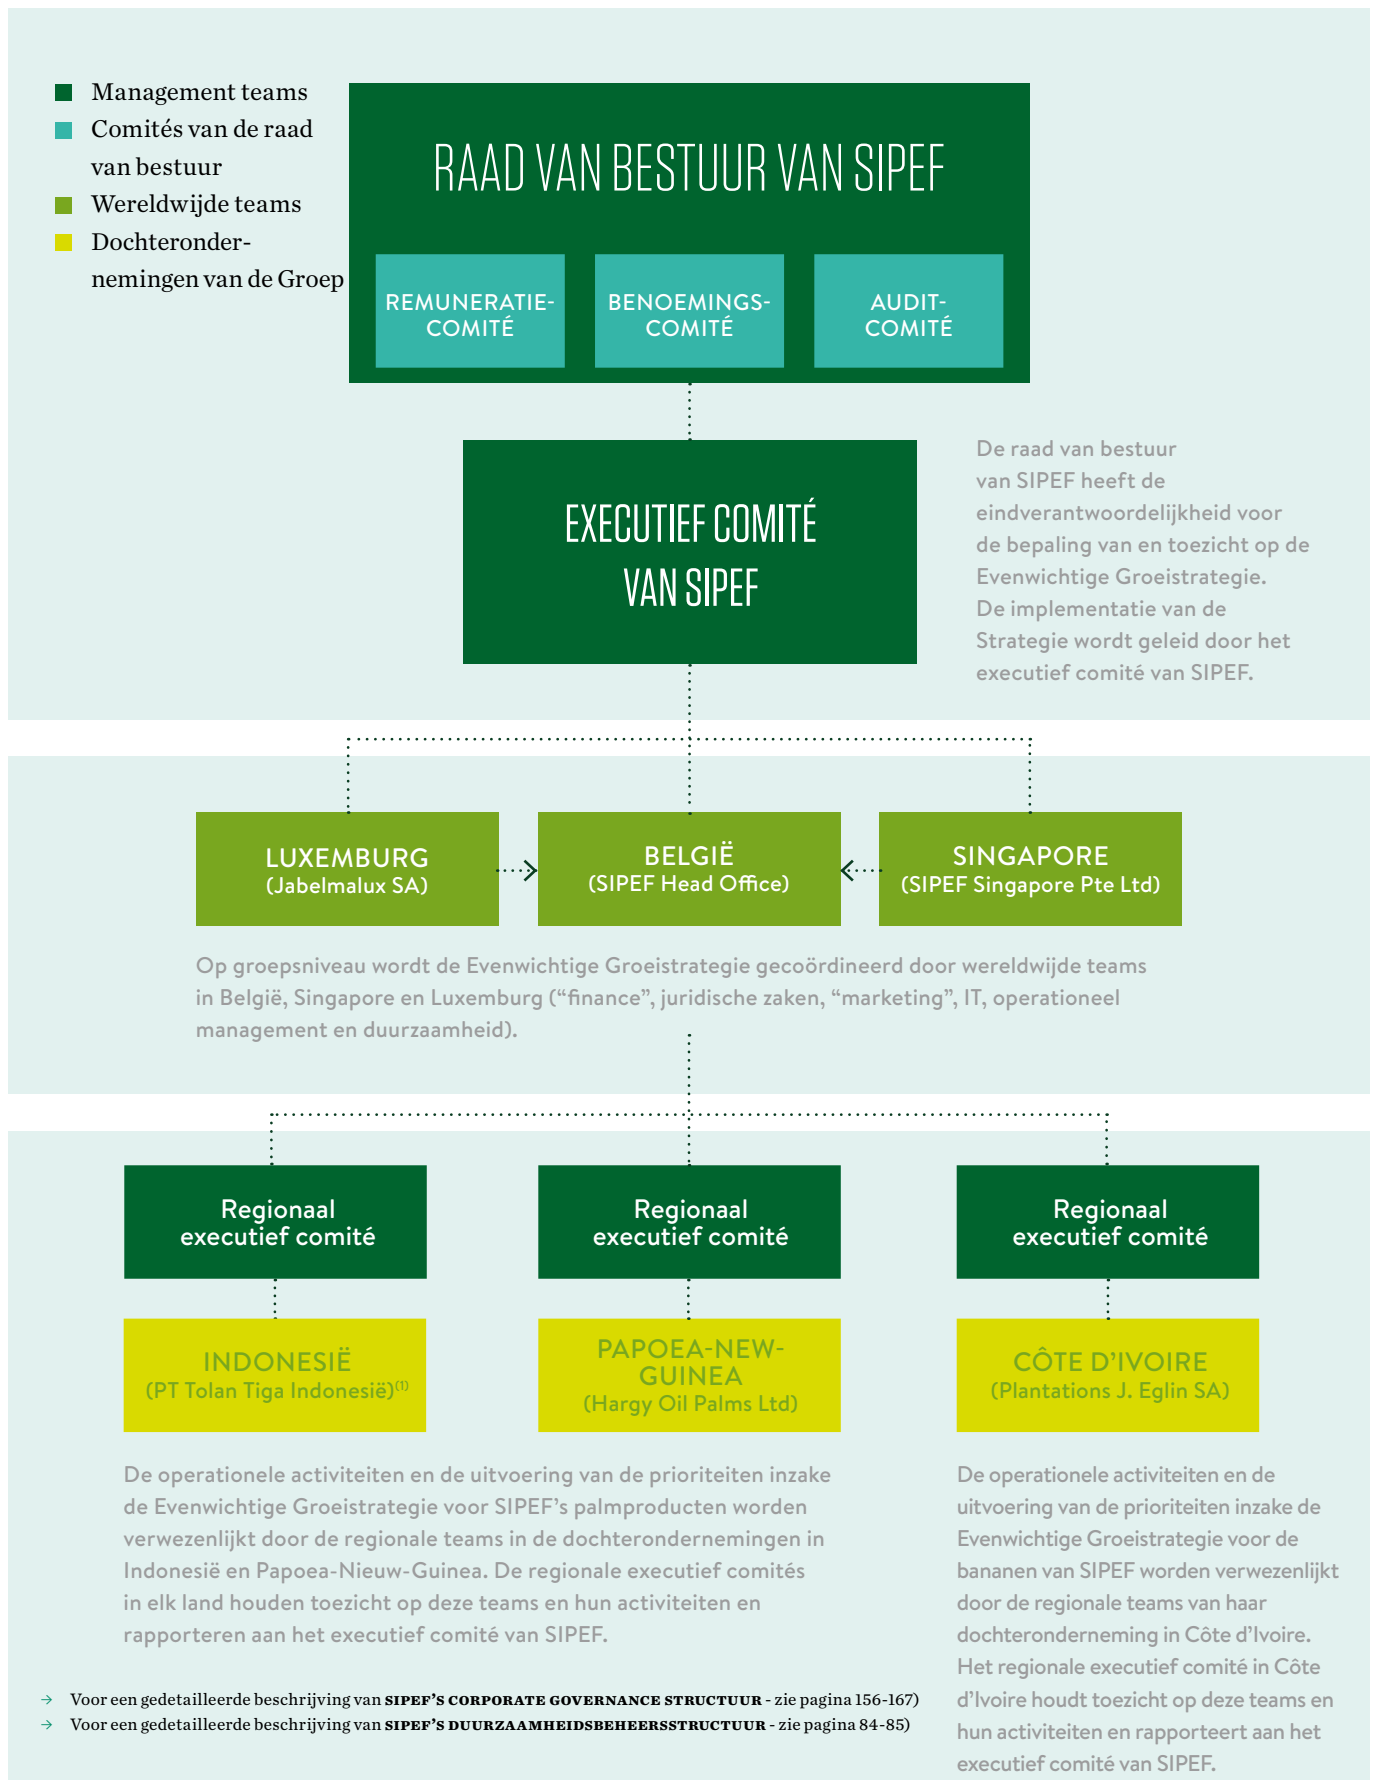 Management teams
Comités van de raad
van bestuur
Wereldwijde teams
Dochteronder-
nemingen van de Groep
RAAD VAN BESTUUR VAN SIPEF
REMUNERATIE-
COMITÉ
BENOEMINGS-
COMITÉ
AUDIT-
COMITÉ
EXECUTIEF COMITÉ
VAN SIPEF
De raad van bestuur
van SIPEF heeft de
eindverantwoordelijkheid voor
de bepaling van en toezicht op de
Evenwichtige Groeistrategie.
De implementatie van de
Strategie wordt geleid door het
executief comité van SIPEF.
LUXEMBURG
(Jabelmalux SA)
BELGIË
(SIPEF Head Office)
SINGAPORE
(SIPEF Singapore Pte Ltd)
Op groepsniveau wordt de Evenwichtige Groeistrategie gecoördineerd door wereldwijde teams
in België, Singapore en Luxemburg (“finance”, juridische zaken, “marketing”, IT, operationeel
management en duurzaamheid).
Regionaal
executief comité
Regionaal
executief comité
Regionaal
executief comité
INDONESIË
(PT Tolan Tiga Indonesië)(1)
PAPOEA-NEW-
GUINEA
(Hargy Oil Palms Ltd)
CÔTE D’IVOIRE
(Plantations J. Eglin SA)
De operationele activiteiten en de uitvoering van de prioriteiten inzake
de Evenwichtige Groeistrategie voor SIPEF’s palmproducten worden
verwezenlijkt door de regionale teams in de dochterondernemingen in
Indonesië en Papoea-Nieuw-Guinea. De regionale executief comités
in elk land houden toezicht op deze teams en hun activiteiten en
rapporteren aan het executief comité van SIPEF.
De operationele activiteiten en de
uitvoering van de prioriteiten inzake de
Evenwichtige Groeistrategie voor de
bananen van SIPEF worden verwezenlijkt
door de regionale teams van haar
dochteronderneming in Côte d’Ivoire.
Het regionale executief comité in Côte
d’Ivoire houdt toezicht op deze teams en
hun activiteiten en rapporteert aan het
executief comité van SIPEF.
→ Voor een gedetailleerde beschrijving van SIPEF’S CORPORATE GOVERNANCE STRUCTUUR - zie pagina 156-167)
→ Voor een gedetailleerde beschrijving van SIPEF’S DUURZAAMHEIDSBEHEERSSTRUCTUUR - zie pagina 84-85)